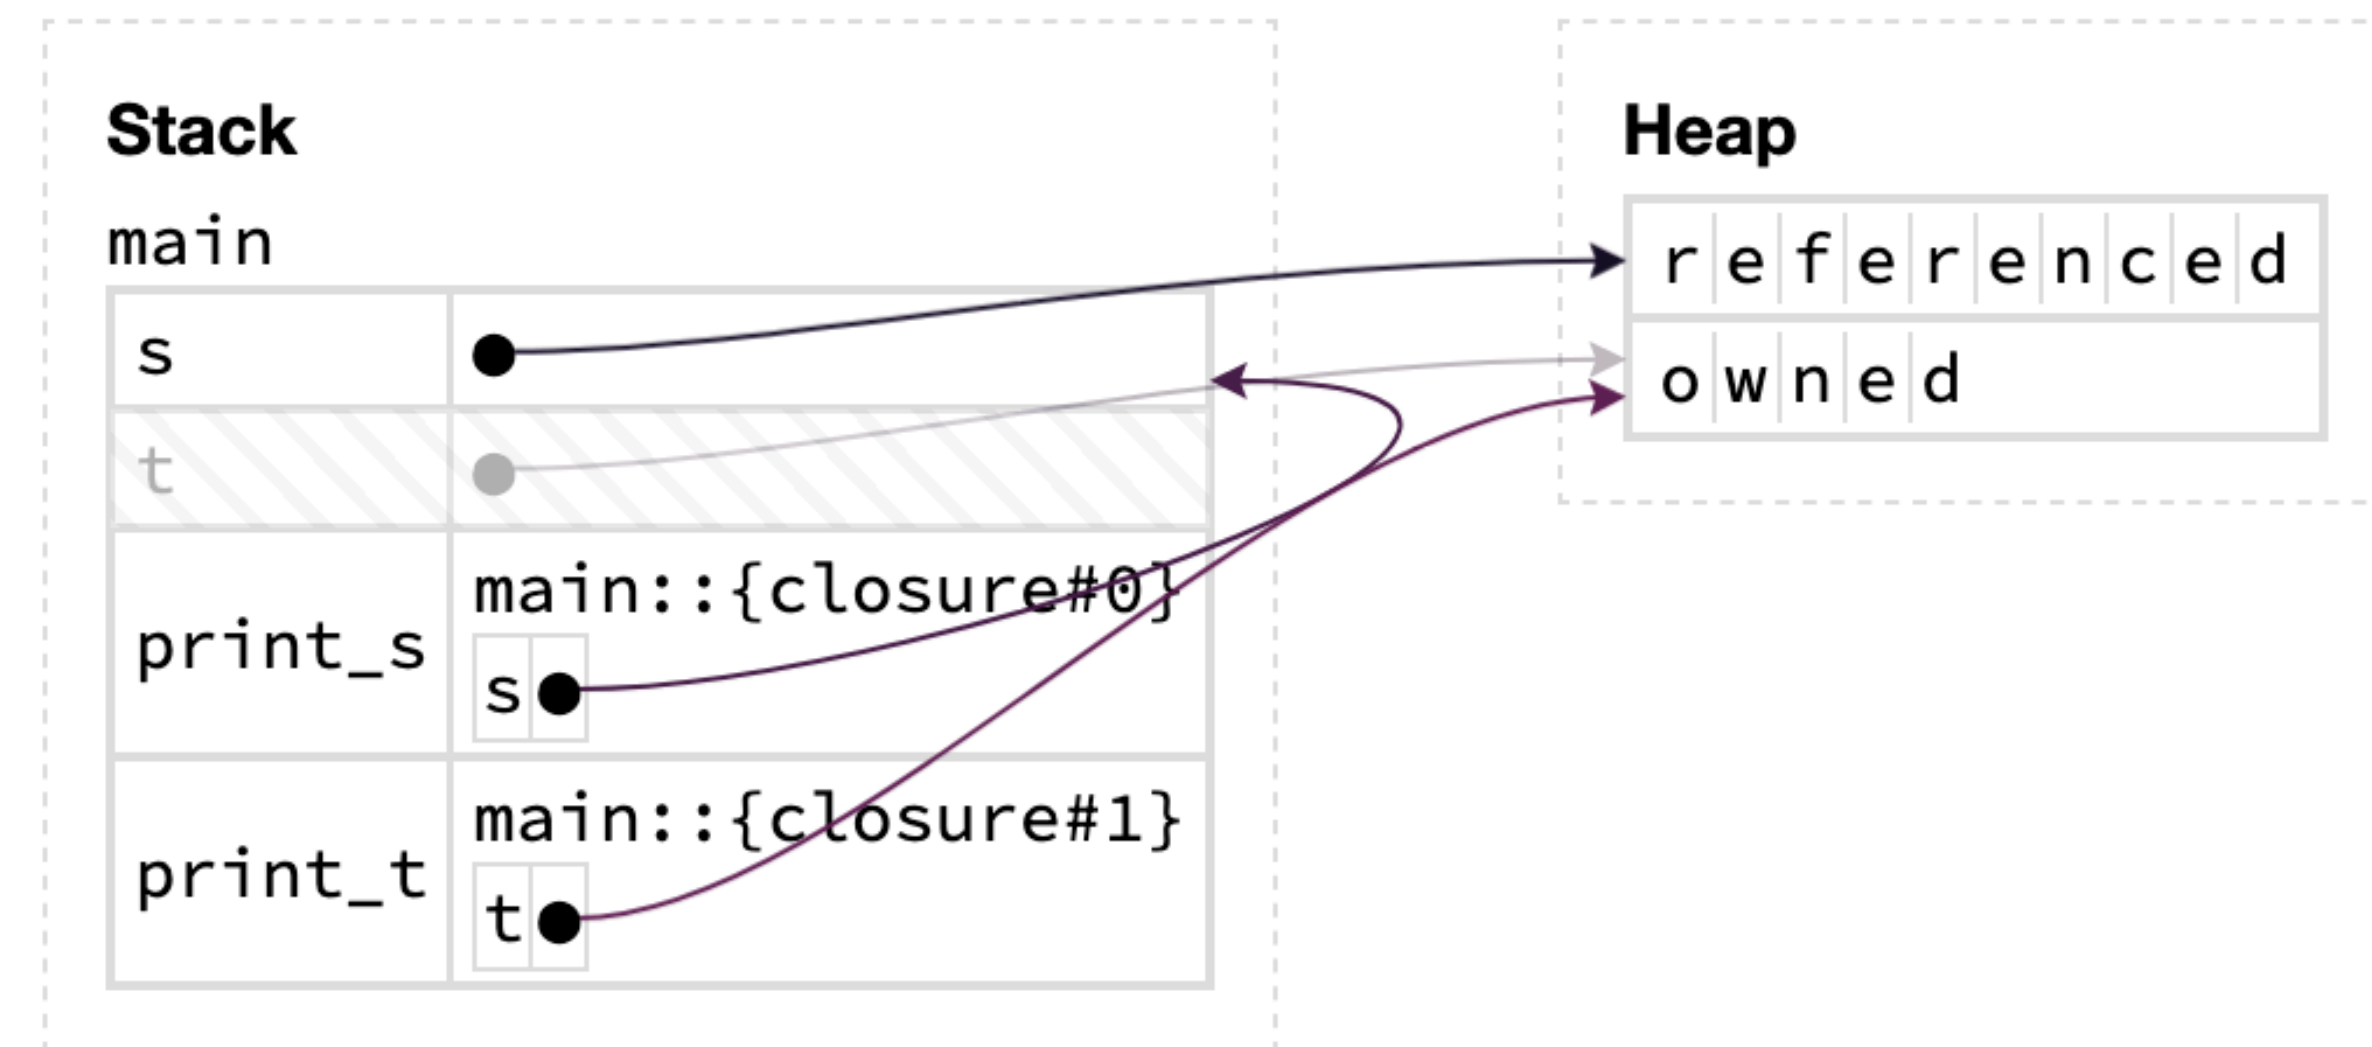 Stack
main
s
t
print_s
main::{closure#0}
s
print_t
main::{closure#1}
t
Heap
referenced
owned